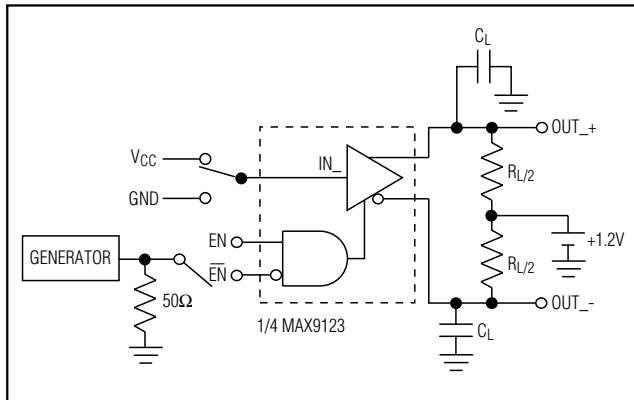 C_L
OUT_+
V_CC
IN_
R_L/2
GND
+1.2V
EN
GENERATOR
E̅N̅
R_L/2
50Ω
OUT_-
1/4 MAX9123
C_L